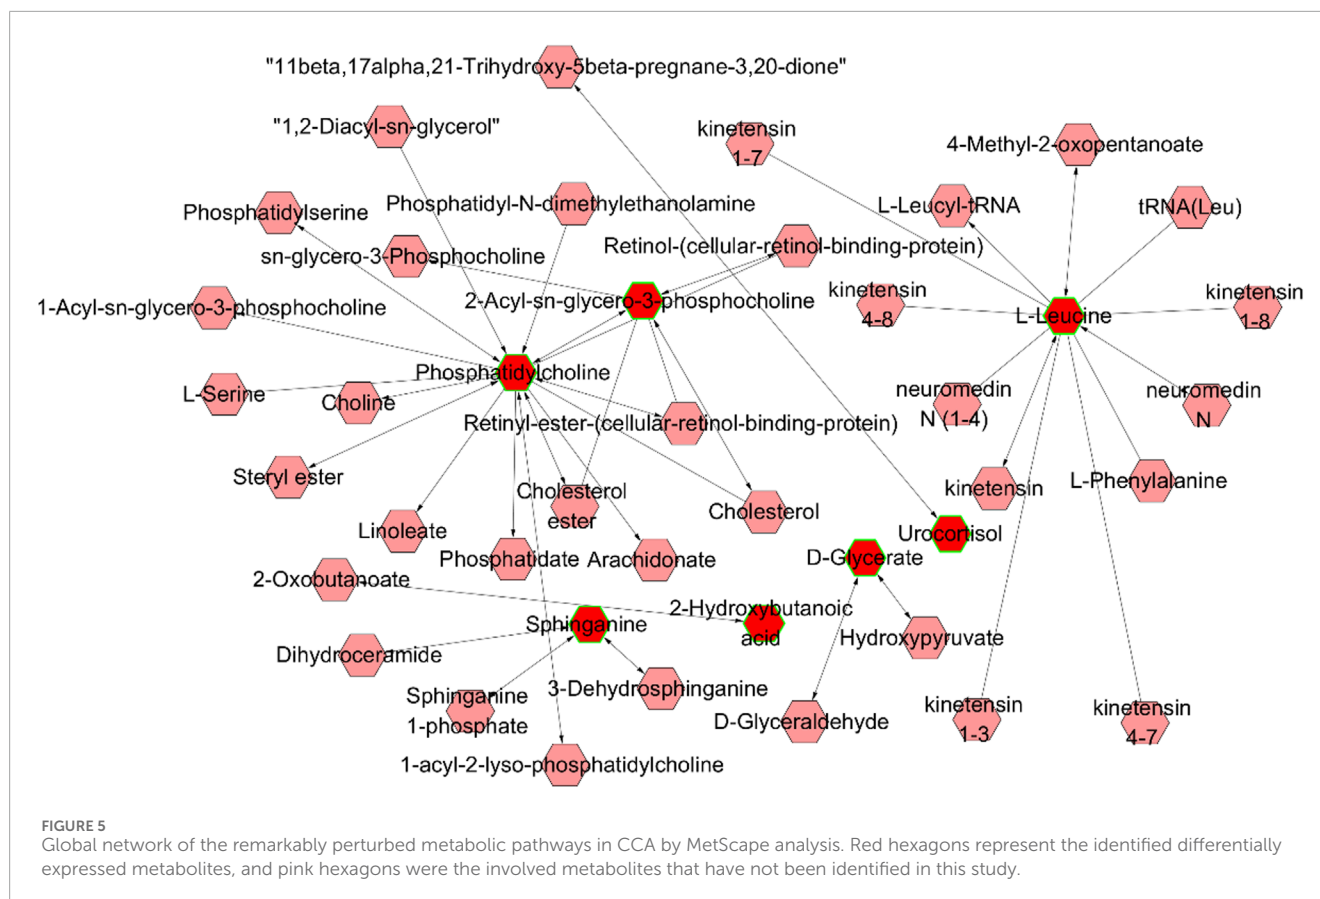 "11beta,17alpha,21-Trihydroxy-5beta-pregnane-3,20-dione"
"1,2-Diacyl-sn-glycerol"
kinetensin
1-7
4-Methyl-2-oxopentanoate
Phosphatidylserine
Phosphatidyl-N-dimethylethanolamine
L-Leucyl-tRNA
tRNA(Leu)
sn-glycero-3-Phosphocholine
Retinol-(cellular-retinol-binding-protein)
1-Acyl-sn-glycero-3-phosphocholine
2-Acyl-sn-glycero-3-phosphocholine
kinetensin
4-8
L-Leucine
kinetensin
1-8
Phosphatidylcholine
L-Serine
Choline
neuromedin
N (1-4)
neuromedin
N
Retinyl-ester-(cellular-retinol-binding-protein)
Steryl ester
Cholesterol
ester
Cholesterol
kinetensin
L-Phenylalanine
Linoleate
Phosphatidate
Arachidonate
Urocortisol
D-Glycerate
2-Oxobutanoate
2-Hydroxybutanoic
acid
Sphinganine
Hydroxypyruvate
Dihydroceramide
Sphinganine
1-phosphate
3-Dehydrosphinganine
D-Glyceraldehyde
kinetensin
1-3
kinetensin
4-7
1-acyl-2-lyso-phosphatidylcholine
FIGURE 5
Global network of the remarkably perturbed metabolic pathways in CCA by MetScape analysis. Red hexagons represent the identified differentially
expressed metabolites, and pink hexagons were the involved metabolites that have not been identified in this study.